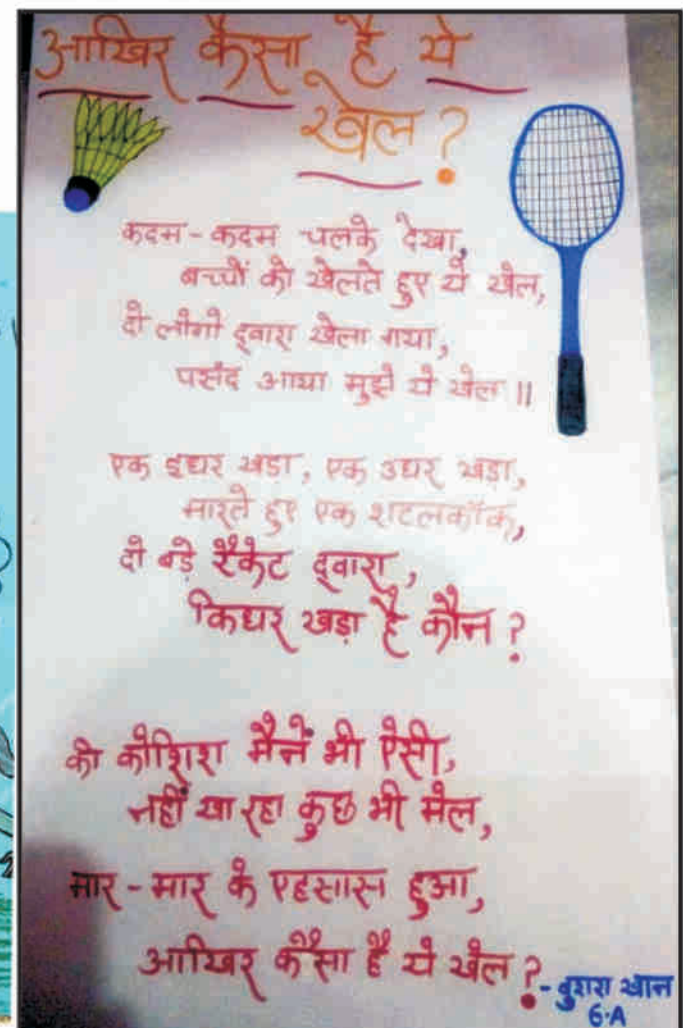 आखिर कैसा है ये
खेल ?
कदम - कदम चलके देखा,
बच्चों को खेलते हुए ये खेल,
दो लोगो द्वारा खेला गया,
पसंद आया मुझे ये खेल ॥
एक इधर खडा, एक उधर खड़ा,
मारते हुए एक शटलकॉक,
दो बड़े रैकेट द्वारा,
किधर खड़ा है कौन ?
की कोशिश मैनें भी ऐसी,
नहीं खा रहा कुछ भी मेल,
मार - मार के एहसास हुआ,
आखिर कैसा है ये खेल ?
- बुशरा खान
6-A